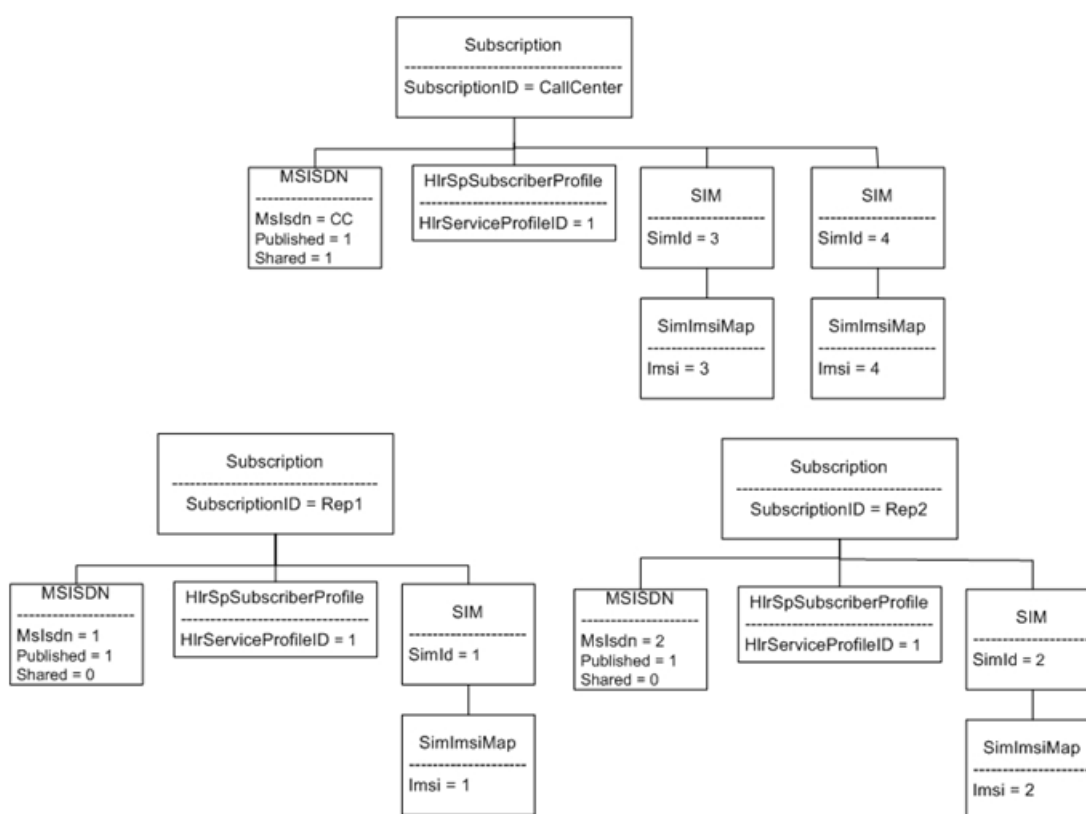 Subscription
--------------------------------
SubscriptionID = CallCenter
MSISDN
--------------------
MsIsdn = CC
Published = 1
Shared = 1
HlrSpSubscriberProfile
-----------------------------
HlrServiceProfileID = 1
SIM
--------------------
SimId = 3
SIM
--------------------
SimId = 4
SimImsiMap
--------------------
Imsi = 3
SimImsiMap
--------------------
Imsi = 4
Subscription
--------------------------------
SubscriptionID = Rep1
MSISDN
--------------------
MsIsdn = 1
Published = 1
Shared = 0
HlrSpSubscriberProfile
-----------------------------
HlrServiceProfileID = 1
SIM
--------------------
SimId = 1
SimImsiMap
--------------------
Imsi = 1
Subscription
--------------------------------
SubscriptionID = Rep2
MSISDN
--------------------
MsIsdn = 2
Published = 1
Shared = 0
HlrSpSubscriberProfile
-----------------------------
HlrServiceProfileID = 1
SIM
--------------------
SimId = 2
SimImsiMap
--------------------
Imsi = 2